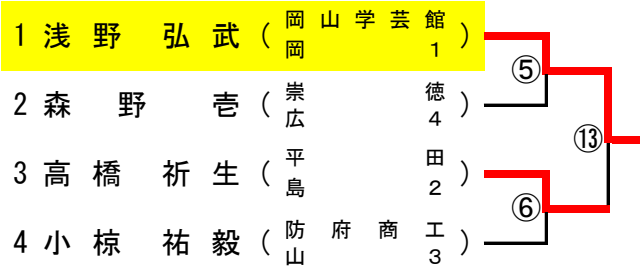 1 浅野 弘武 (岡山学芸館 岡1)
⑤
2 森野 壱 (崇徳 広4)
⑬
3 高橋 祈生 (平田 島2)
⑥
4 小椋 祐毅 (防府商工 山3)